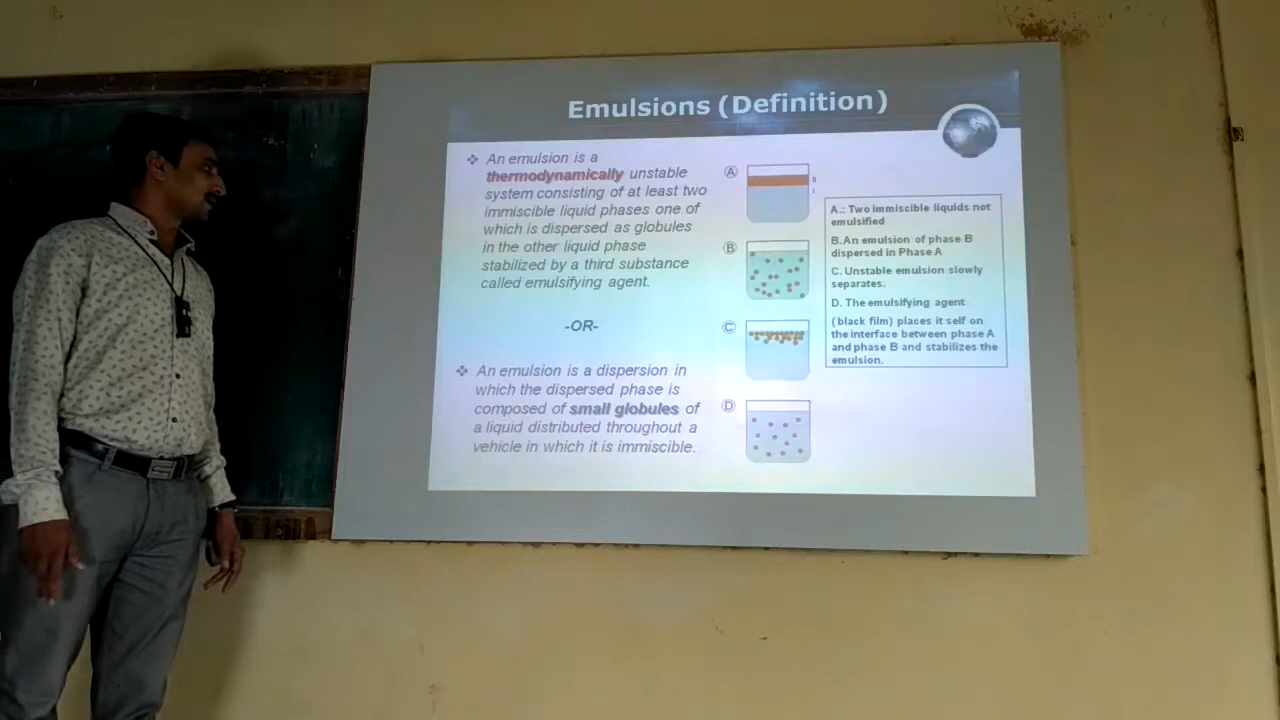 Emulsions (Definition)
❖ An emulsion is a
thermodynamically unstable
system consisting of at least two
immiscible liquid phases one of
which is dispersed as globules
in the other liquid phase
stabilized by a third substance
called emulsifying agent.
-OR-
❖ An emulsion is a dispersion in
which the dispersed phase is
composed of small globules of
a liquid distributed throughout a
vehicle in which it is immiscible.
A
B
C
D
A.: Two immiscible liquids not
emulsified
B.An emulsion of phase B
dispersed in Phase A
C. Unstable emulsion slowly
separates.
D. The emulsifying agent
(black film) places it self on
the interface between phase A
and phase B and stabilizes the
emulsion.